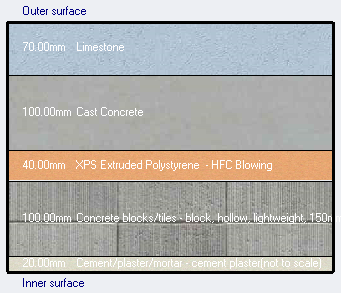 Outer surface
70.00mm Limestone
100.00mm Cast Concrete
40.00mm XPS Extruded Polystyrene - HFC Blowing
100.00mm Concrete blocks/tiles - block, hollow, lightweight, 150m
20.00mm Cement/plaster/mortar - cement plaster(not to scale)
Inner surface